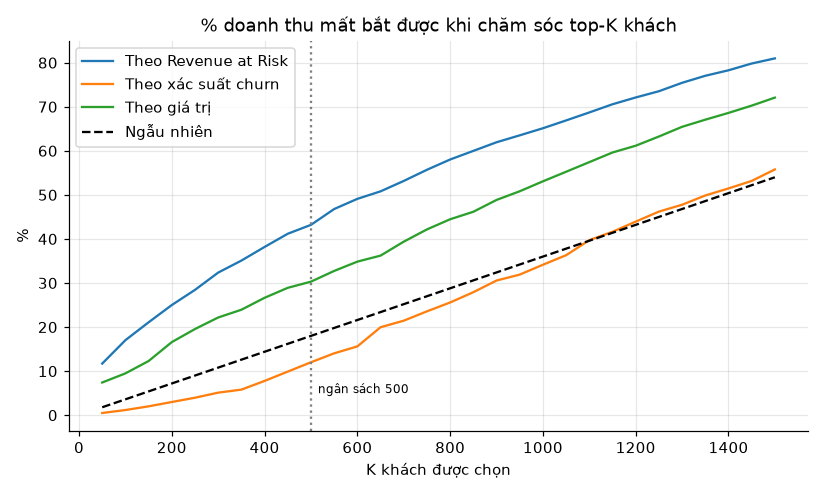 % doanh thu mất bắt được khi chăm sóc top-K khách
Theo Revenue at Risk
Theo xác suất churn
Theo giá trị
Ngẫu nhiên
%
80
70
60
50
40
30
20
10
0
ngân sách 500
0 200 400 600 800 1000 1200 1400
K khách được chọn